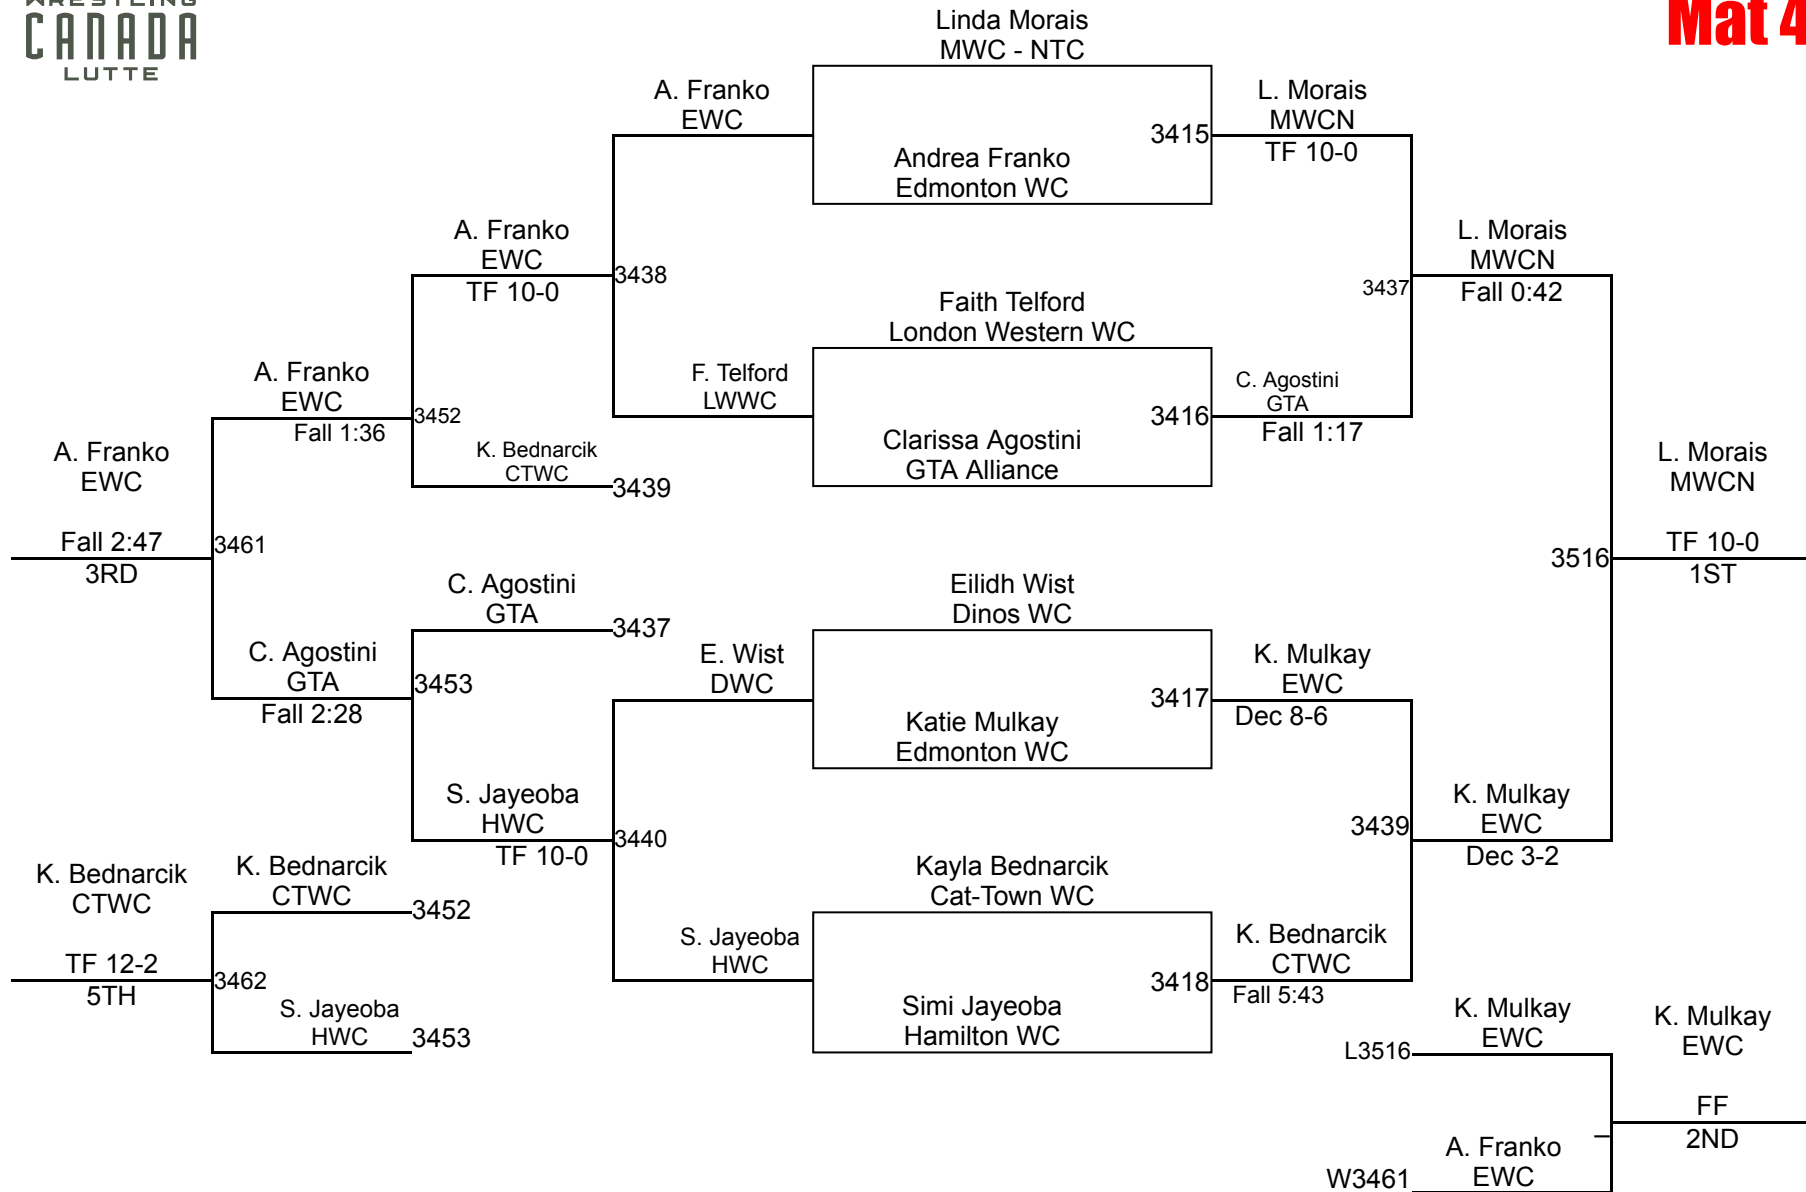 WRESTLING
CANADA
LUTTE
Mat 4
Linda Morais
MWC - NTC
A. Franko
EWC
L. Morais
MWCN
3415
TF 10-0
Andrea Franko
Edmonton WC
A. Franko
EWC
TF 10-0
3438
L. Morais
MWCN
Fall 0:42
3437
Faith Telford
London Western WC
A. Franko
EWC
Fall 1:36
3452
F. Telford
LWWC
C. Agostini
GTA
3416
Fall 1:17
Clarissa Agostini
GTA Alliance
K. Bednarcik
CTWC
3439
A. Franko
EWC
Fall 2:47
3RD
3461
L. Morais
MWCN
TF 10-0
1ST
3516
C. Agostini
GTA
3437
Eilidh Wist
Dinos WC
C. Agostini
GTA
Fall 2:28
3453
E. Wist
DWC
K. Mulkay
EWC
3417
Dec 8-6
Katie Mulkay
Edmonton WC
S. Jayeoba
HWC
TF 10-0
3440
K. Mulkay
EWC
Dec 3-2
3439
Kayla Bednarcik
Cat-Town WC
K. Bednarcik
CTWC
TF 12-2
5TH
K. Bednarcik
CTWC
3452
3462
S. Jayeoba
HWC
3453
S. Jayeoba
HWC
K. Bednarcik
CTWC
3418
Fall 5:43
Simi Jayeoba
Hamilton WC
K. Mulkay
EWC
L3516
K. Mulkay
EWC
FF
2ND
A. Franko
EWC
W3461